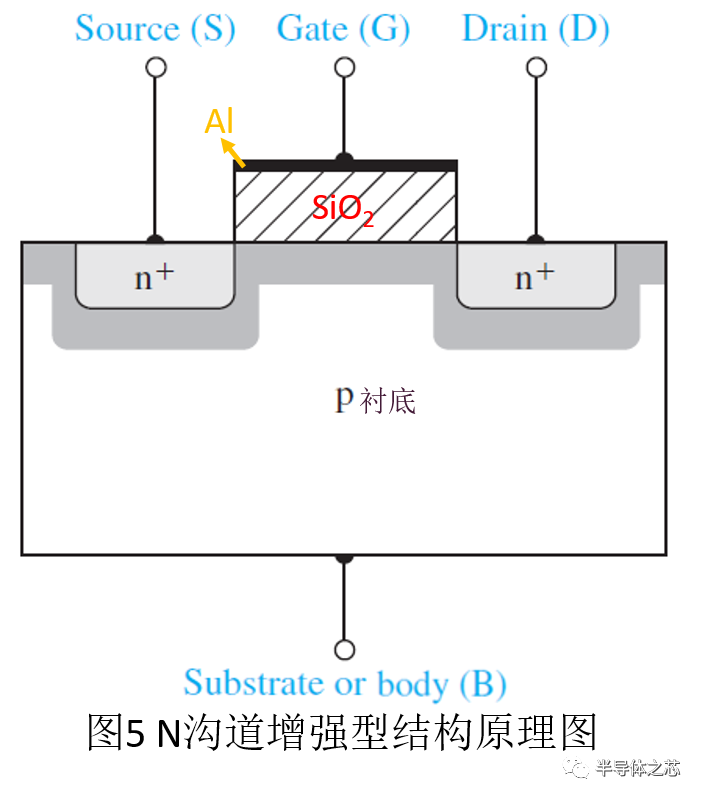 Source (S) Gate (G) Drain (D)
Al
SiO₂
n⁺ n⁺
p 衬底
Substrate or body (B)
图5 N沟道增强型结构原理图
半导体之芯